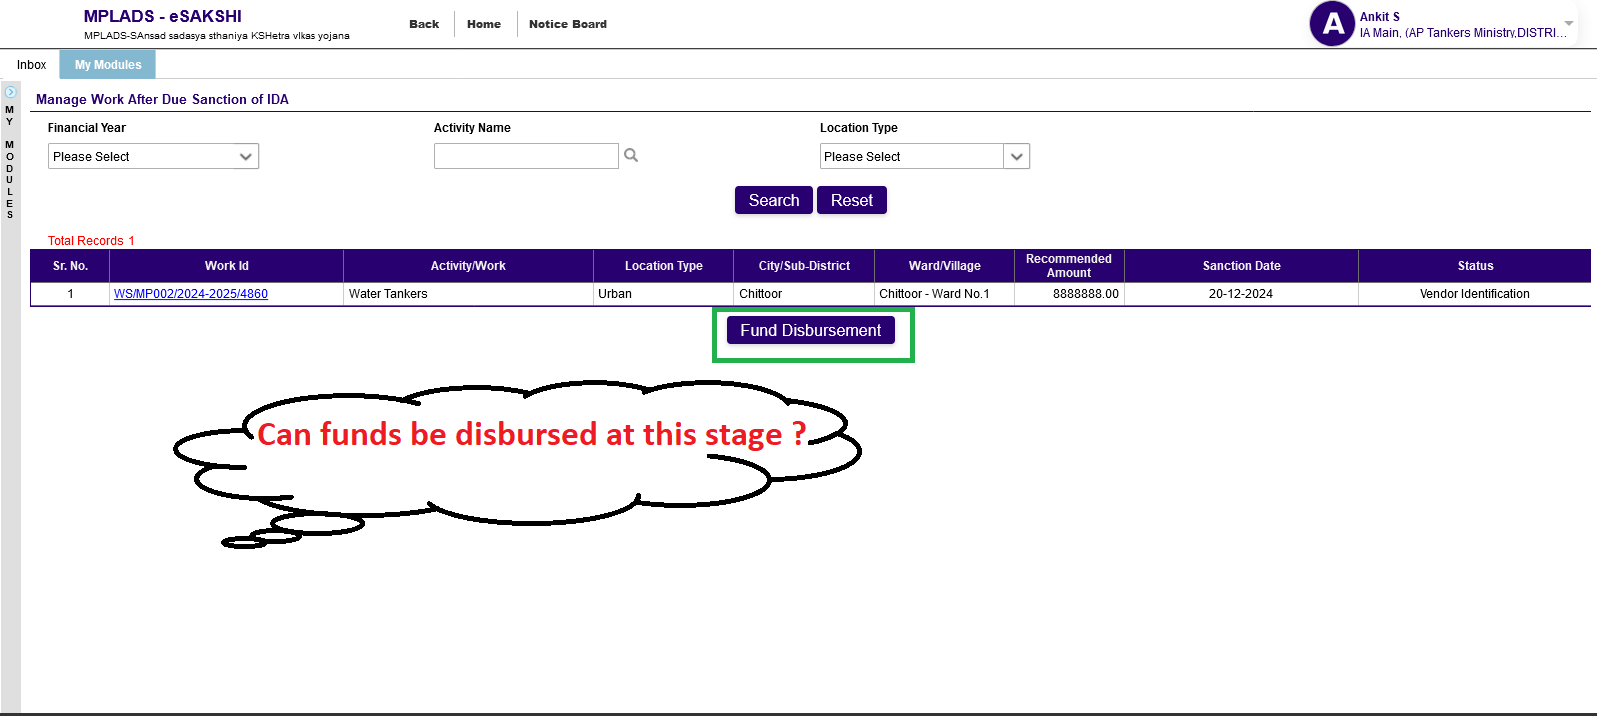 MPLADS - eSAKSHI
MPLADS-SAnsad sadasya sthaniya KSHetra vIkas yojana
Back Home Notice Board
A
Ankit S
IA Main, (AP Tankers Ministry,DISTRI...
Inbox My Modules
MY MODULES
Manage Work After Due Sanction of IDA
Financial Year Activity Name Location Type
Please Select Please Select
Search Reset
Total Records 1
Sr. No. Work Id Activity/Work Location Type City/Sub-District Ward/Village Recommended Amount Sanction Date Status
1 WS/MP002/2024-2025/4860 Water Tankers Urban Chittoor Chittoor - Ward No.1 8888888.00 20-12-2024 Vendor Identification
Fund Disbursement
Can funds be disbursed at this stage ?